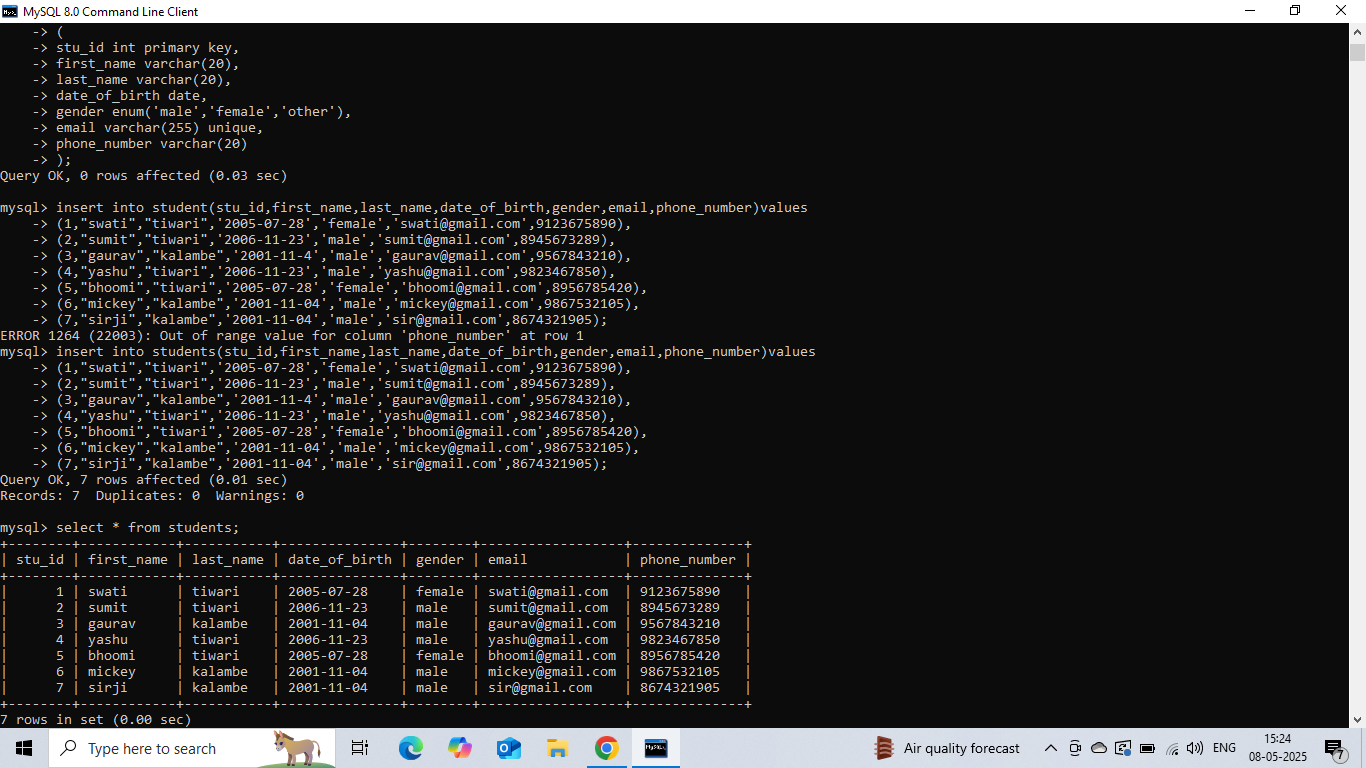 MySQL 8.0 Command Line Client
    -> (
    -> stu_id int primary key,
    -> first_name varchar(20),
    -> last_name varchar(20),
    -> date_of_birth date,
    -> gender enum('male','female','other'),
    -> email varchar(255) unique,
    -> phone_number varchar(20)
    -> );
Query OK, 0 rows affected (0.03 sec)

mysql> insert into student(stu_id,first_name,last_name,date_of_birth,gender,email,phone_number)values
    -> (1,"swati","tiwari",'2005-07-28','female','swati@gmail.com',9123675890),
    -> (2,"sumit","tiwari",'2006-11-23','male','sumit@gmail.com',8945673289),
    -> (3,"gaurav","kalambe",'2001-11-4','male','gaurav@gmail.com',9567843210),
    -> (4,"yashu","tiwari",'2006-11-23','male','yashu@gmail.com',9823467850),
    -> (5,"bhoomi","tiwari",'2005-07-28','female','bhoomi@gmail.com',8956785420),
    -> (6,"mickey","kalambe",'2001-11-04','male','mickey@gmail.com',9867532105),
    -> (7,"sirji","kalambe",'2001-11-04','male','sir@gmail.com',8674321905);
ERROR 1264 (22003): Out of range value for column 'phone_number' at row 1
mysql> insert into students(stu_id,first_name,last_name,date_of_birth,gender,email,phone_number)values
    -> (1,"swati","tiwari",'2005-07-28','female','swati@gmail.com',9123675890),
    -> (2,"sumit","tiwari",'2006-11-23','male','sumit@gmail.com',8945673289),
    -> (3,"gaurav","kalambe",'2001-11-4','male','gaurav@gmail.com',9567843210),
    -> (4,"yashu","tiwari",'2006-11-23','male','yashu@gmail.com',9823467850),
    -> (5,"bhoomi","tiwari",'2005-07-28','female','bhoomi@gmail.com',8956785420),
    -> (6,"mickey","kalambe",'2001-11-04','male','mickey@gmail.com',9867532105),
    -> (7,"sirji","kalambe",'2001-11-04','male','sir@gmail.com',8674321905);
Query OK, 7 rows affected (0.01 sec)
Records: 7  Duplicates: 0  Warnings: 0

mysql> select * from students;
+--------+------------+-----------+---------------+--------+------------------+--------------+
| stu_id | first_name | last_name | date_of_birth | gender | email            | phone_number |
+--------+------------+-----------+---------------+--------+------------------+--------------+
|      1 | swati      | tiwari    | 2005-07-28    | female | swati@gmail.com  | 9123675890   |
|      2 | sumit      | tiwari    | 2006-11-23    | male   | sumit@gmail.com  | 8945673289   |
|      3 | gaurav     | kalambe   | 2001-11-04    | male   | gaurav@gmail.com | 9567843210   |
|      4 | yashu      | tiwari    | 2006-11-23    | male   | yashu@gmail.com  | 9823467850   |
|      5 | bhoomi     | tiwari    | 2005-07-28    | female | bhoomi@gmail.com | 8956785420   |
|      6 | mickey     | kalambe   | 2001-11-04    | male   | mickey@gmail.com | 9867532105   |
|      7 | sirji      | kalambe   | 2001-11-04    | male   | sir@gmail.com    | 8674321905   |
+--------+------------+-----------+---------------+--------+------------------+--------------+
7 rows in set (0.00 sec)
Type here to search
Air quality forecast
ENG
15:24
08-05-2025
7